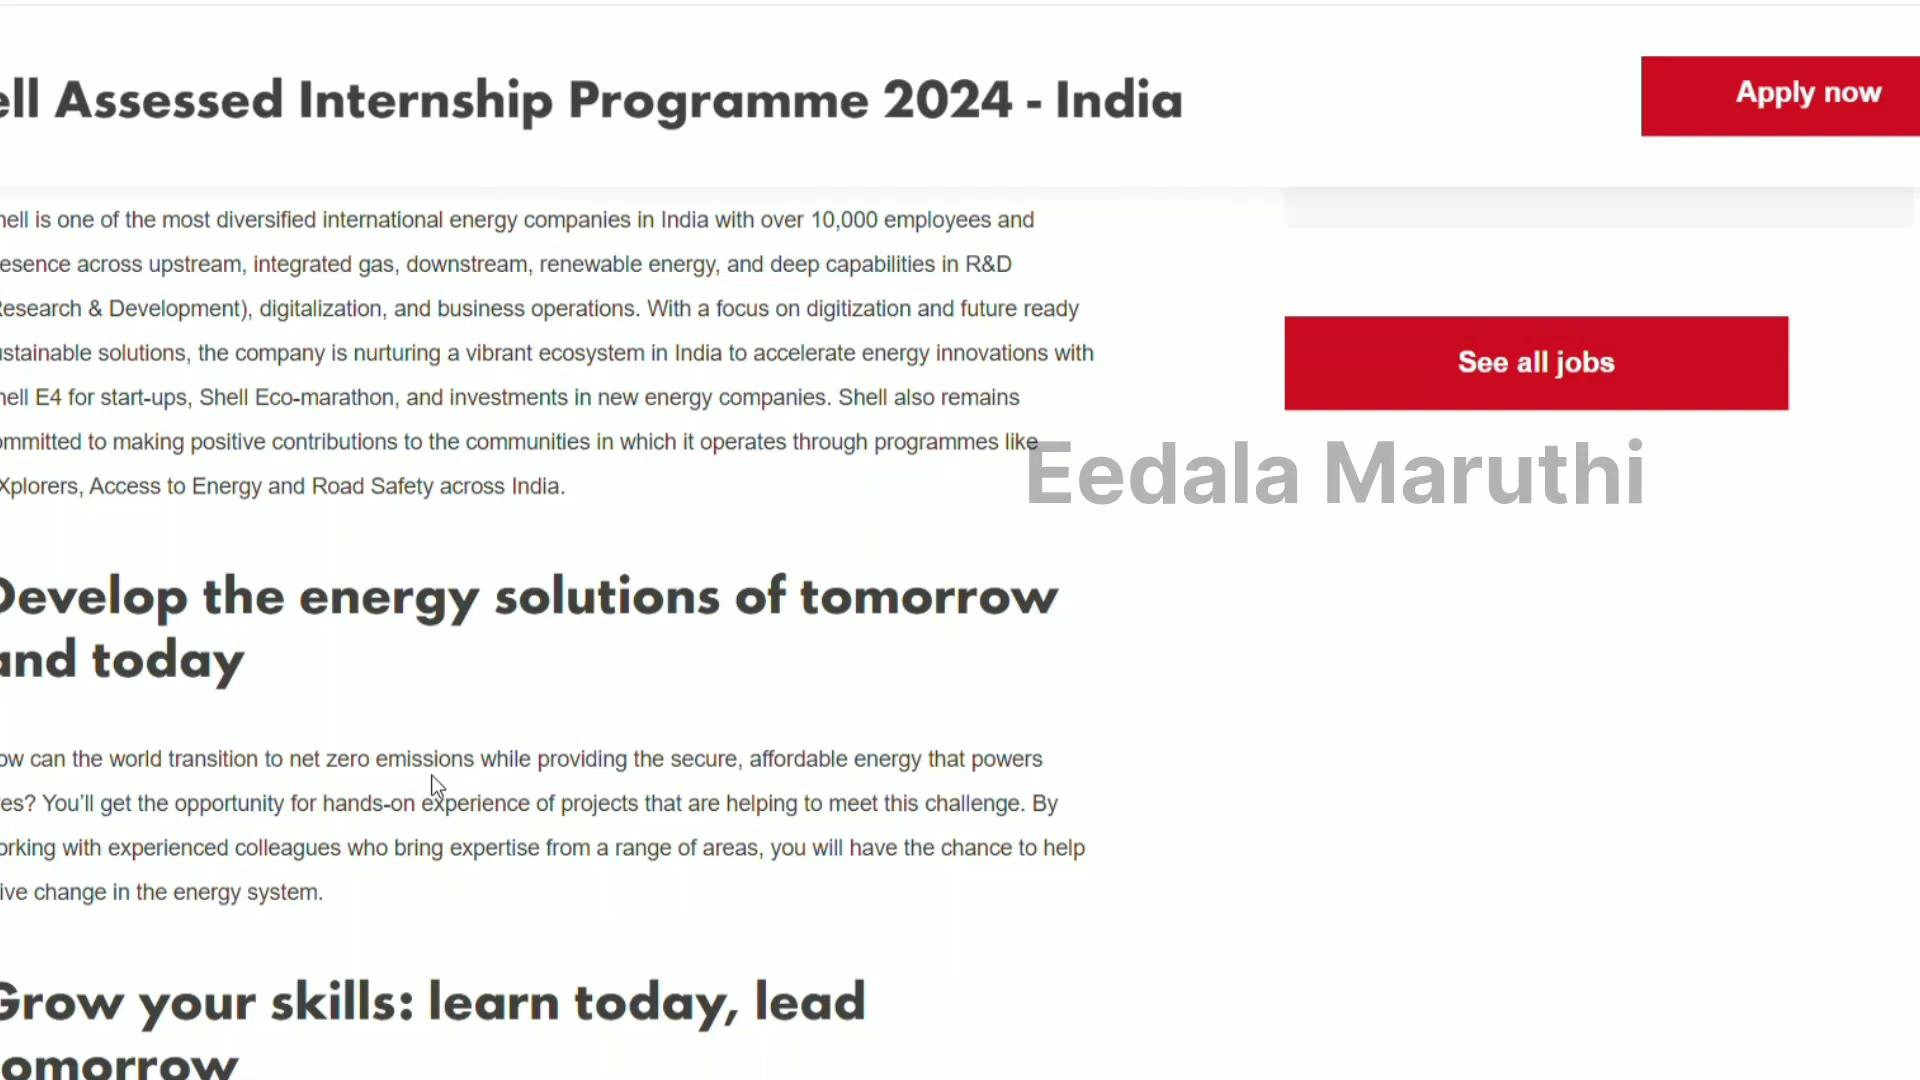 ell Assessed Internship Programme 2024 - India
Apply now
hell is one of the most diversified international energy companies in India with over 10,000 employees and
esence across upstream, integrated gas, downstream, renewable energy, and deep capabilities in R&D
Research & Development), digitalization, and business operations. With a focus on digitization and future ready
ustainable solutions, the company is nurturing a vibrant ecosystem in India to accelerate energy innovations with
hell E4 for start-ups, Shell Eco-marathon, and investments in new energy companies. Shell also remains
ommitted to making positive contributions to the communities in which it operates through programmes like
Xplorers, Access to Energy and Road Safety across India.
See all jobs
Eedala Maruthi
Develop the energy solutions of tomorrow
and today
ow can the world transition to net zero emissions while providing the secure, affordable energy that powers
es? You'll get the opportunity for hands-on experience of projects that are helping to meet this challenge. By
orking with experienced colleagues who bring expertise from a range of areas, you will have the chance to help
ive change in the energy system.
Grow your skills: learn today, lead
omorrow